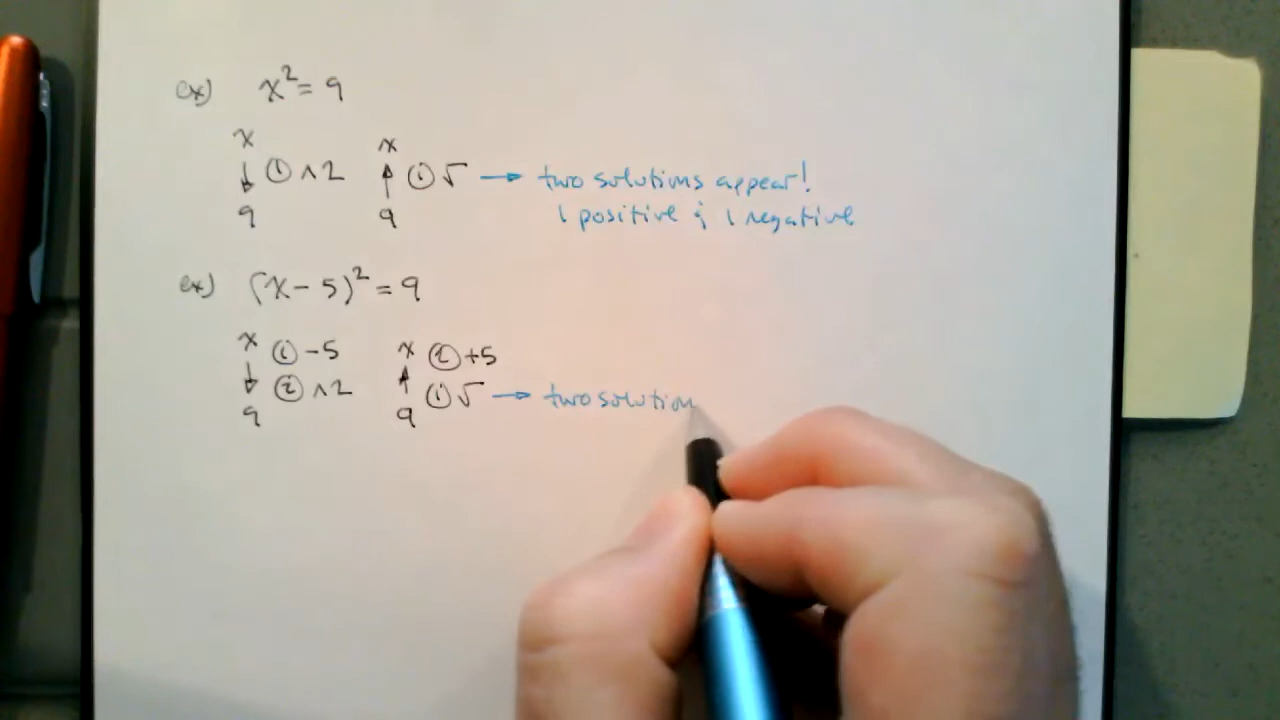 ex) x² = 9
x ① ^2 x ① √ → two solutions appear!
9 9 1 positive & 1 negative
ex) (x - 5)² = 9
x ① -5 x ② +5
② ^2 ① √ → two solution
9 9